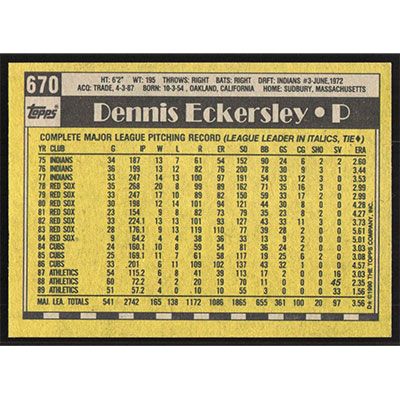 670
HT: 6'2" WT: 195 THROWS: RIGHT BATS: RIGHT DRFT: INDIANS #3-JUNE,1972
ACQ: TRADE, 4-3-87 BORN: 10-3-54, OAKLAND, CALIFORNIA HOME: SUDBURY, MASSACHUSETTS
Topps
Dennis Eckersley • P
COMPLETE MAJOR LEAGUE PITCHING RECORD (LEAGUE LEADER IN ITALICS, TIE♦)
YR CLUB G IP W L R ER SO BB GS CG SHO SV ERA
75 INDIANS 34 187 13 7 61 54 152 90 24 6 2 2 2.60
76 INDIANS 36 199 13 12 82 76 200 78 30 9 3 1 3.44
77 INDIANS 33 247 14 13 100 97 191 54 33 12 3 0 3.53
78 RED SOX 35 268 20 8 99 89 162 71 35 16 3 0 2.99
79 RED SOX 33 247 17 10 89 82 150 59 33 17 2 0 2.99
80 RED SOX 30 198 12 14 101 94 121 44 30 8 0 0 4.28
81 RED SOX 23 154 9 8 82 73 79 35 23 8 2 0 4.27
82 RED SOX 33 224.1 13 13 101 93 127 43 33 11 3 0 3.73
83 RED SOX 28 176.1 9 13 119 110 77 39 28 2 0 0 5.61
84 RED SOX 9 64.2 4 4 38 36 33 13 9 2 0 0 5.01
84 CUBS 24 160.1 10 8 59 54 81 36 24 2 0 0 3.03
85 CUBS 25 169.1 11 7 61 58 117 19 25 6 2 0 3.08
86 CUBS 33 201 6 11 109 102 137 43 32 1 0 0 4.57
87 ATHLETICS 54 115.2 6 8 41 39 113 17 2 0 0 16 3.03
88 ATHLETICS 60 72.2 4 2 20 19 70 11 0 0 0 45 2.35
89 ATHLETICS 51 57.2 4 0 10 10 55 3 0 0 0 33 1.56
MAJ. LEA. TOTALS 541 2742 165 138 1172 1086 1865 655 361 100 20 97 3.56
D★ © 1990 THE TOPPS COMPANY, INC.